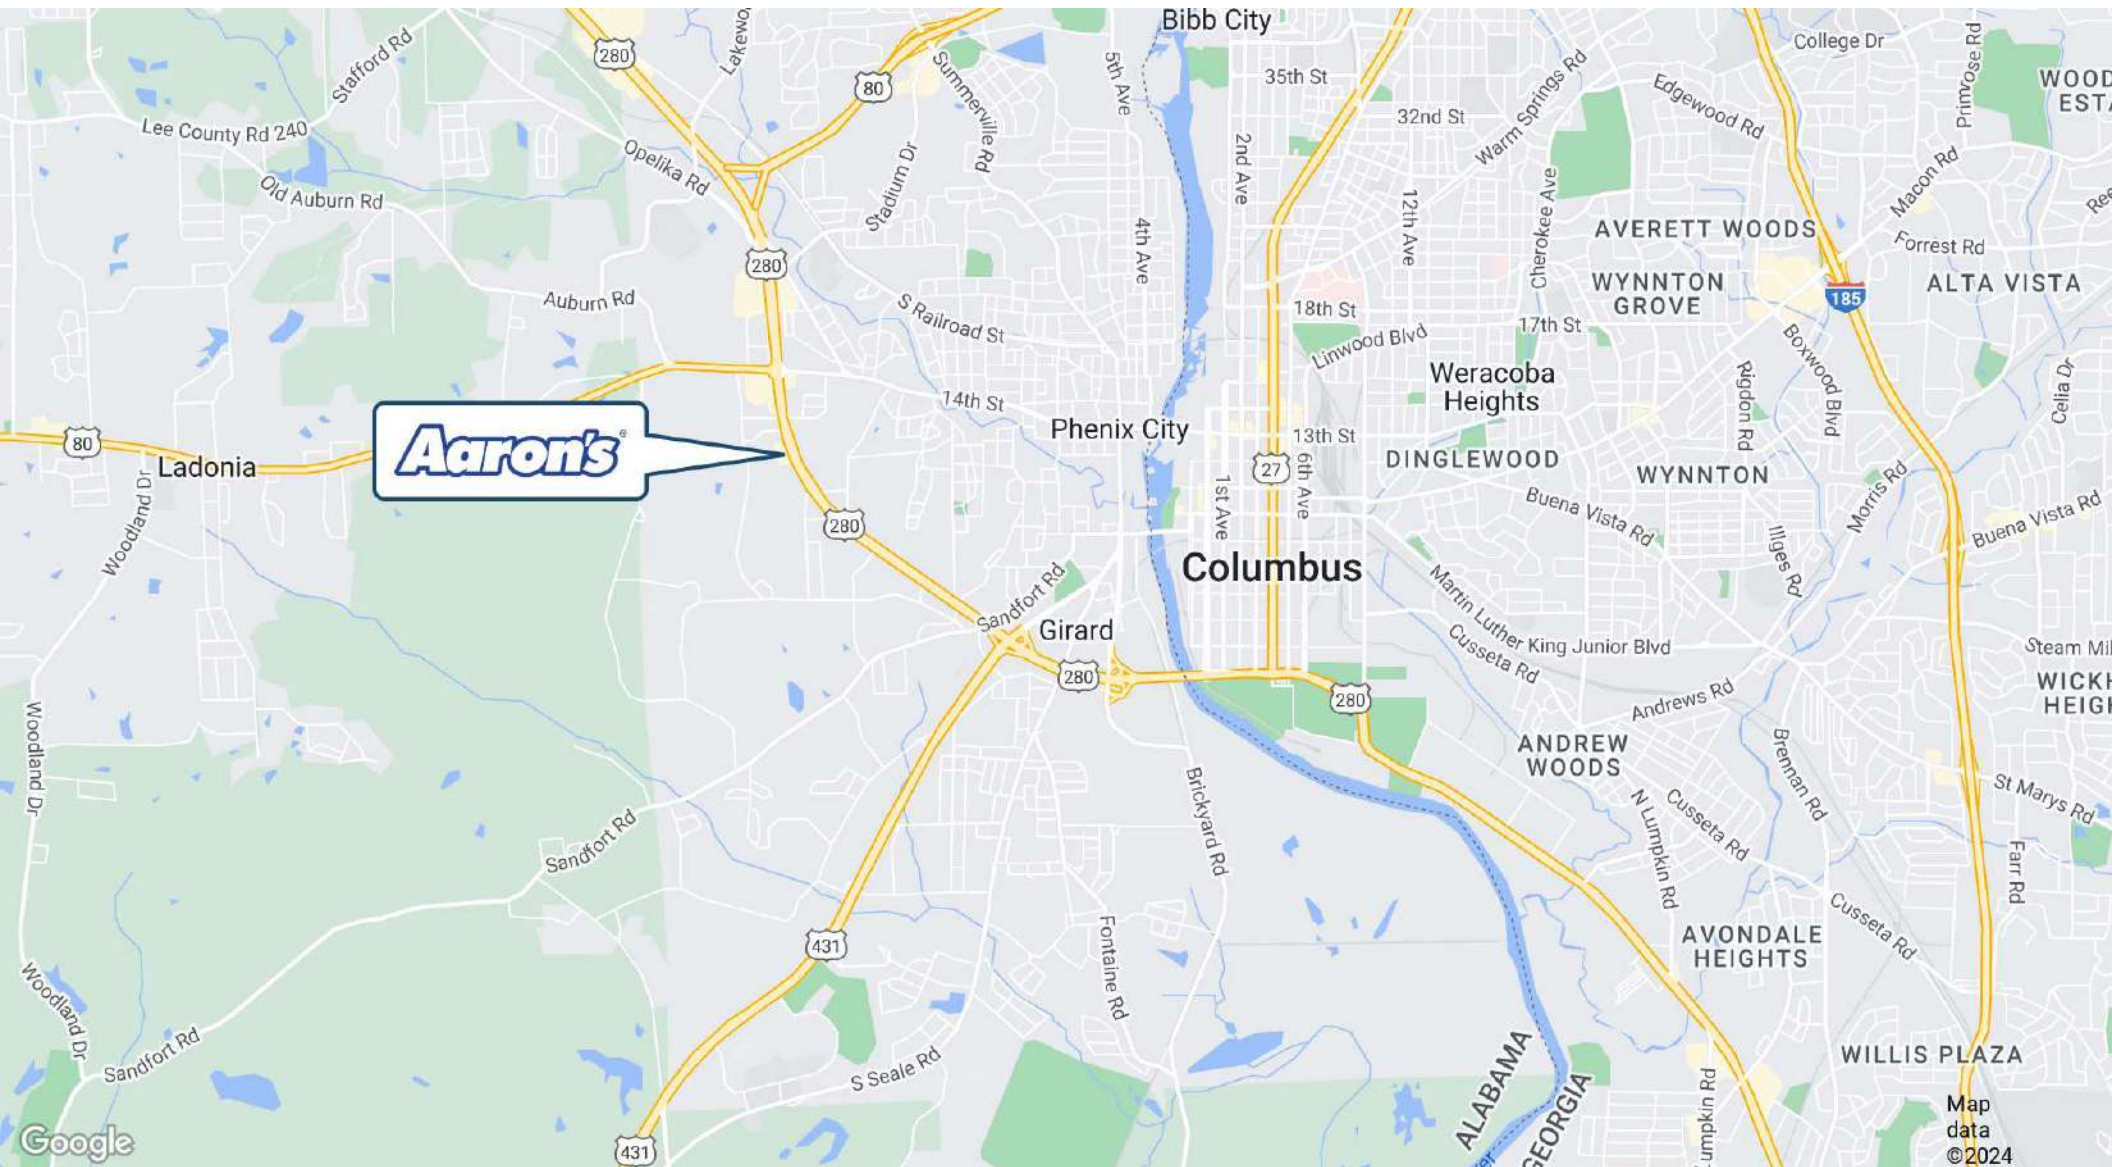 Bibb City
280
Lakewo
Stafford Rd
80
Summerville Rd
5th Ave
35th St
College Dr
Primrose Rd
WOOD
ESTA
Lee County Rd 240
Opelika Rd
Stadium Dr
2nd Ave
32nd St
Warm Springs Rd
Edgewood Rd
Macon Rd
Old Auburn Rd
4th Ave
12th Ave
Cherokee Ave
AVERETT WOODS
Forrest Rd
Ree
280
Auburn Rd
S Railroad St
18th St
17th St
WYNNTON
GROVE
185
ALTA VISTA
Linwood Blvd
Boxwood Blvd
14th St
Weracoba
Heights
Rigdon Rd
Celia Dr
80
Ladonia
Aaron's
Phenix City
13th St
27
6th Ave
1st Ave
DINGLEWOOD
WYNNTON
Woodland Dr
280
Buena Vista Rd
Morris Rd
Illges Rd
Buena Vista Rd
Columbus
Sandfort Rd
Girard
Martin Luther King Junior Blvd
Cusseta Rd
Steam Mil
280
280
Andrews Rd
WICKH
HEIGH
Woodland Dr
ANDREW
WOODS
Brennan Rd
Brickyard Rd
St Marys Rd
Sandfort Rd
N Lumpkin Rd
Cusseta Rd
Farr Rd
431
Fontaine Rd
Cusseta Rd
AVONDALE
HEIGHTS
Woodland Dr
Sandfort Rd
S Seale Rd
WILLIS PLAZA
ALABAMA
GEORGIA
umpkin Rd
431
Google
Map
data
©2024